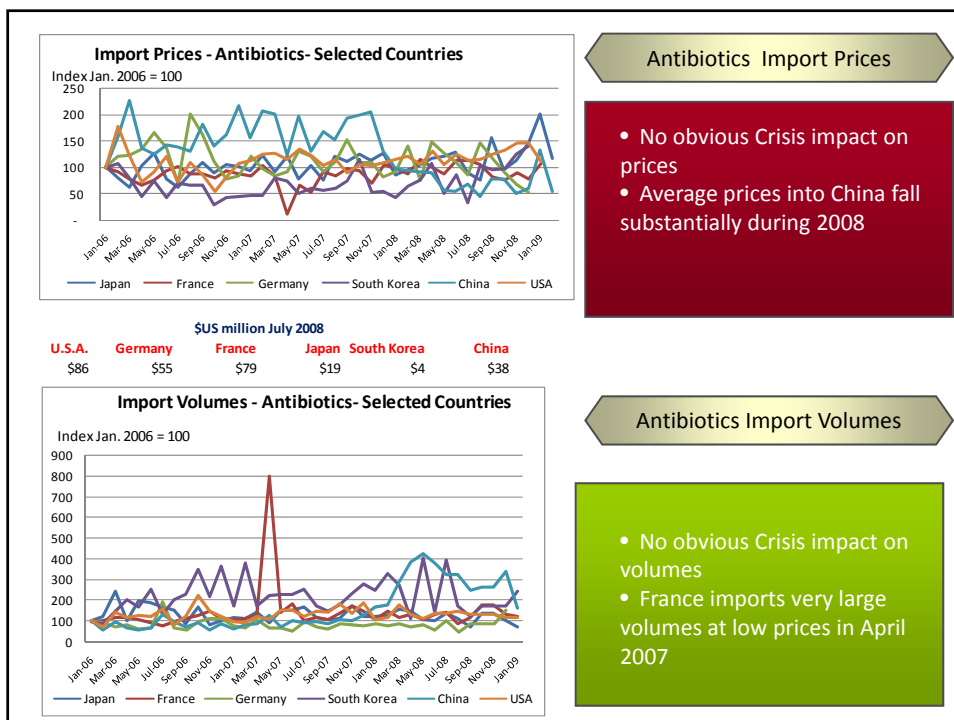 Import Prices - Antibiotics- Selected Countries
Index Jan. 2006 = 100
250
200
150
100
50
-
Jan-06 Mar-06 May-06 Jul-06 Sep-06 Nov-06 Jan-07 Mar-07 May-07 Jul-07 Sep-07 Nov-07 Jan-08 Mar-08 May-08 Jul-08 Sep-08 Nov-08 Jan-09
Japan France Germany South Korea China USA
Antibiotics Import Prices
• No obvious Crisis impact on
prices
• Average prices into China fall
substantially during 2008
$US million July 2008
U.S.A. Germany France Japan South Korea China
$86 $55 $79 $19 $4 $38
Import Volumes - Antibiotics- Selected Countries
Index Jan. 2006 = 100
900
800
700
600
500
400
300
200
100
0
Jan-06 Mar-06 May-06 Jul-06 Sep-06 Nov-06 Jan-07 Mar-07 May-07 Jul-07 Sep-07 Nov-07 Jan-08 Mar-08 May-08 Jul-08 Sep-08 Nov-08 Jan-09
Japan France Germany South Korea China USA
Antibiotics Import Volumes
• No obvious Crisis impact on
volumes
• France imports very large
volumes at low prices in April
2007